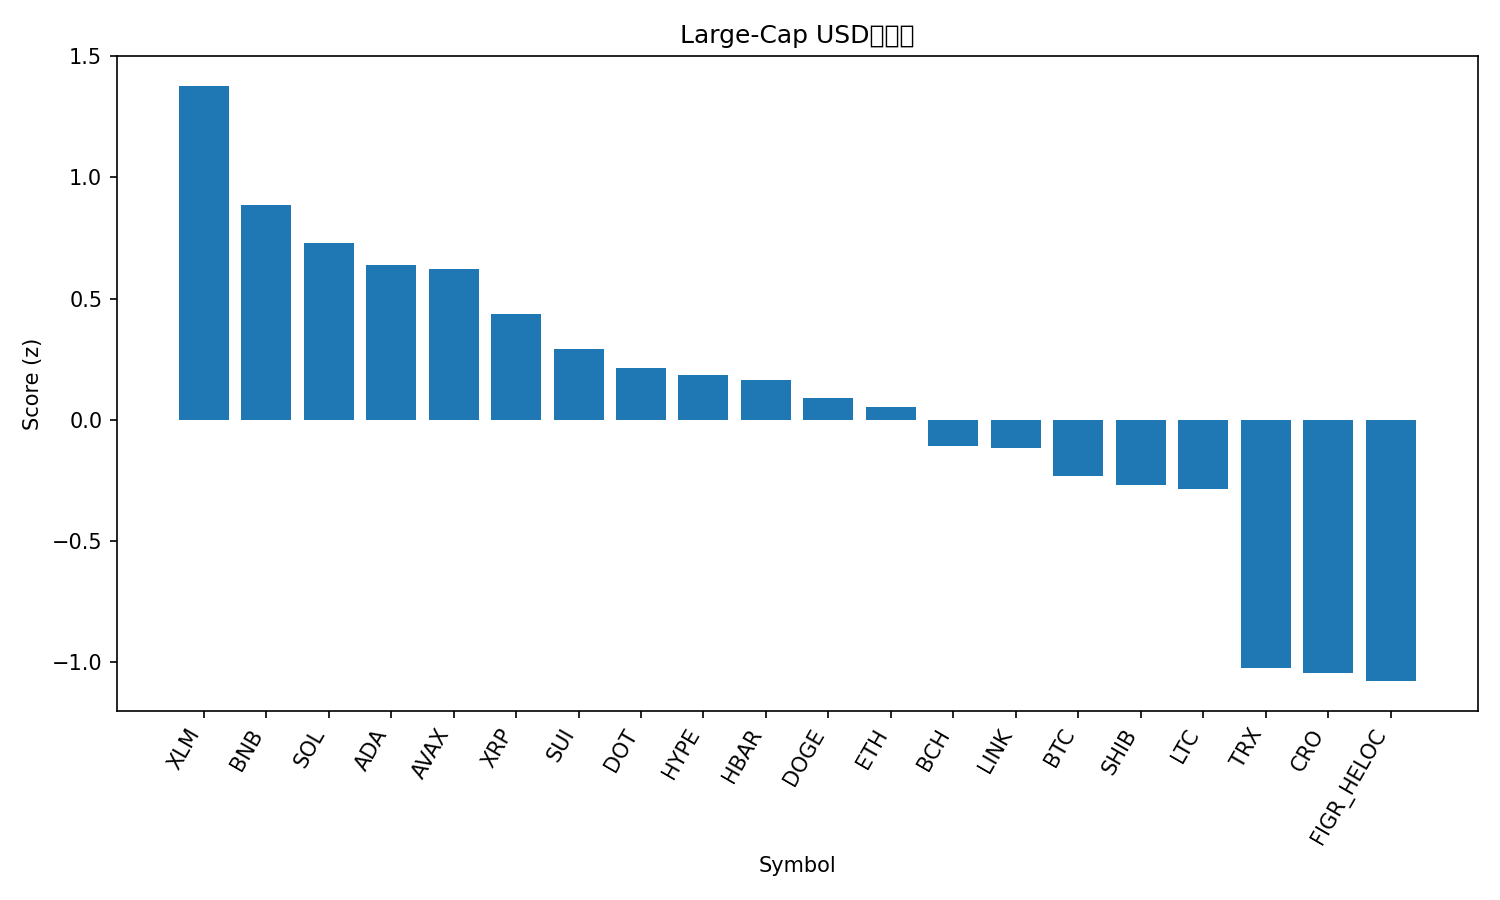 Large-Cap USD
1.5
1.0
0.5
0.0
−0.5
−1.0
Score (z)
XLM
BNB
SOL
ADA
AVAX
XRP
SUI
DOT
HYPE
HBAR
DOGE
ETH
BCH
LINK
BTC
SHIB
LTC
TRX
CRO
FIGR_HELOC
Symbol